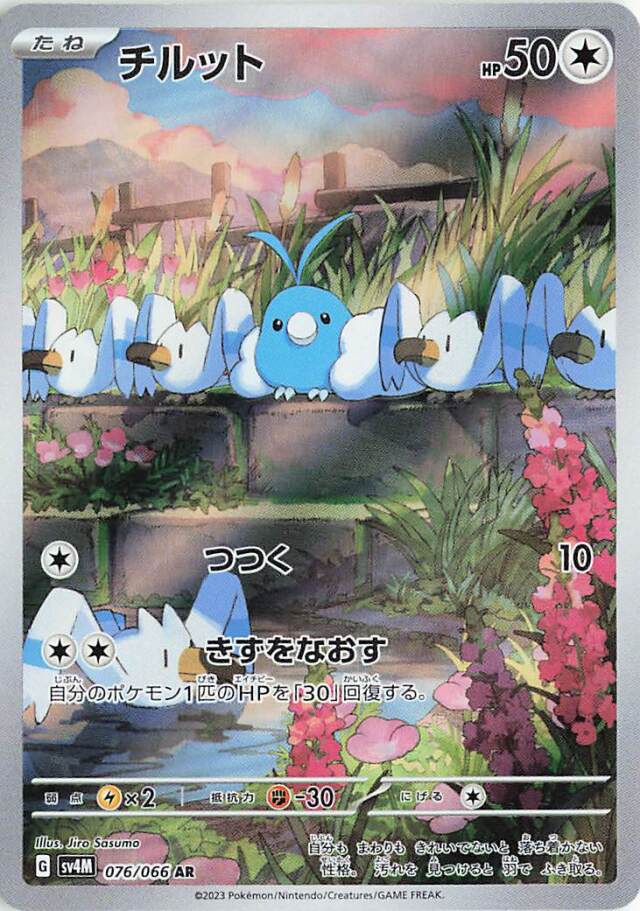 たね
チルット
HP50
つつく 10
きずをなおす
自分のポケモン1匹のHPを「30」回復する。
弱点 ×2 抵抗力 -30 にげる
Illus. Jiro Sasumo
自分も まわりも きれいでないと 落ち着かない
性格。 汚れを 見つけると 羽で ふき取る。
G sv4M 076/066 AR
©2023 Pokémon/Nintendo/Creatures/GAME FREAK.